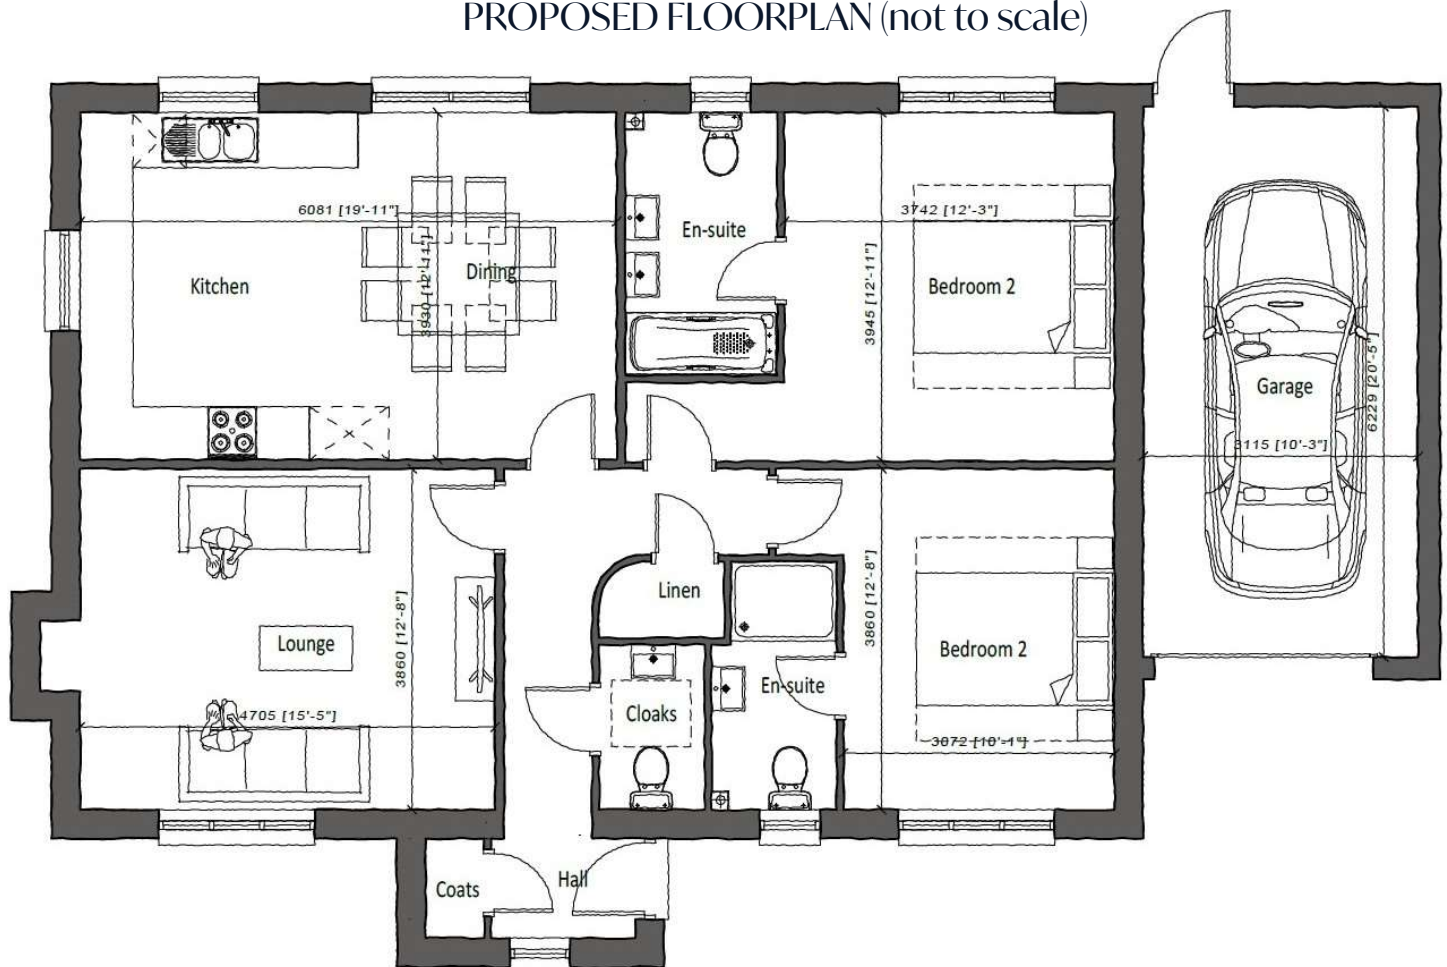 PROPOSED FLOORPLAN (not to scale)
6081 [19'-11"]
3742 [12'-3"]
En-suite
Kitchen
Dining
3930 [12'-11"]
3945 [12'-11"]
Bedroom 2
Garage
6229 [20'-5"]
3115 [10'-3"]
Linen
Lounge
3860 [12'-8"]
3860 [12'-8"]
Bedroom 2
En-suite
Cloaks
4705 [15'-5"]
3072 [10'-1"]
Coats
Hall